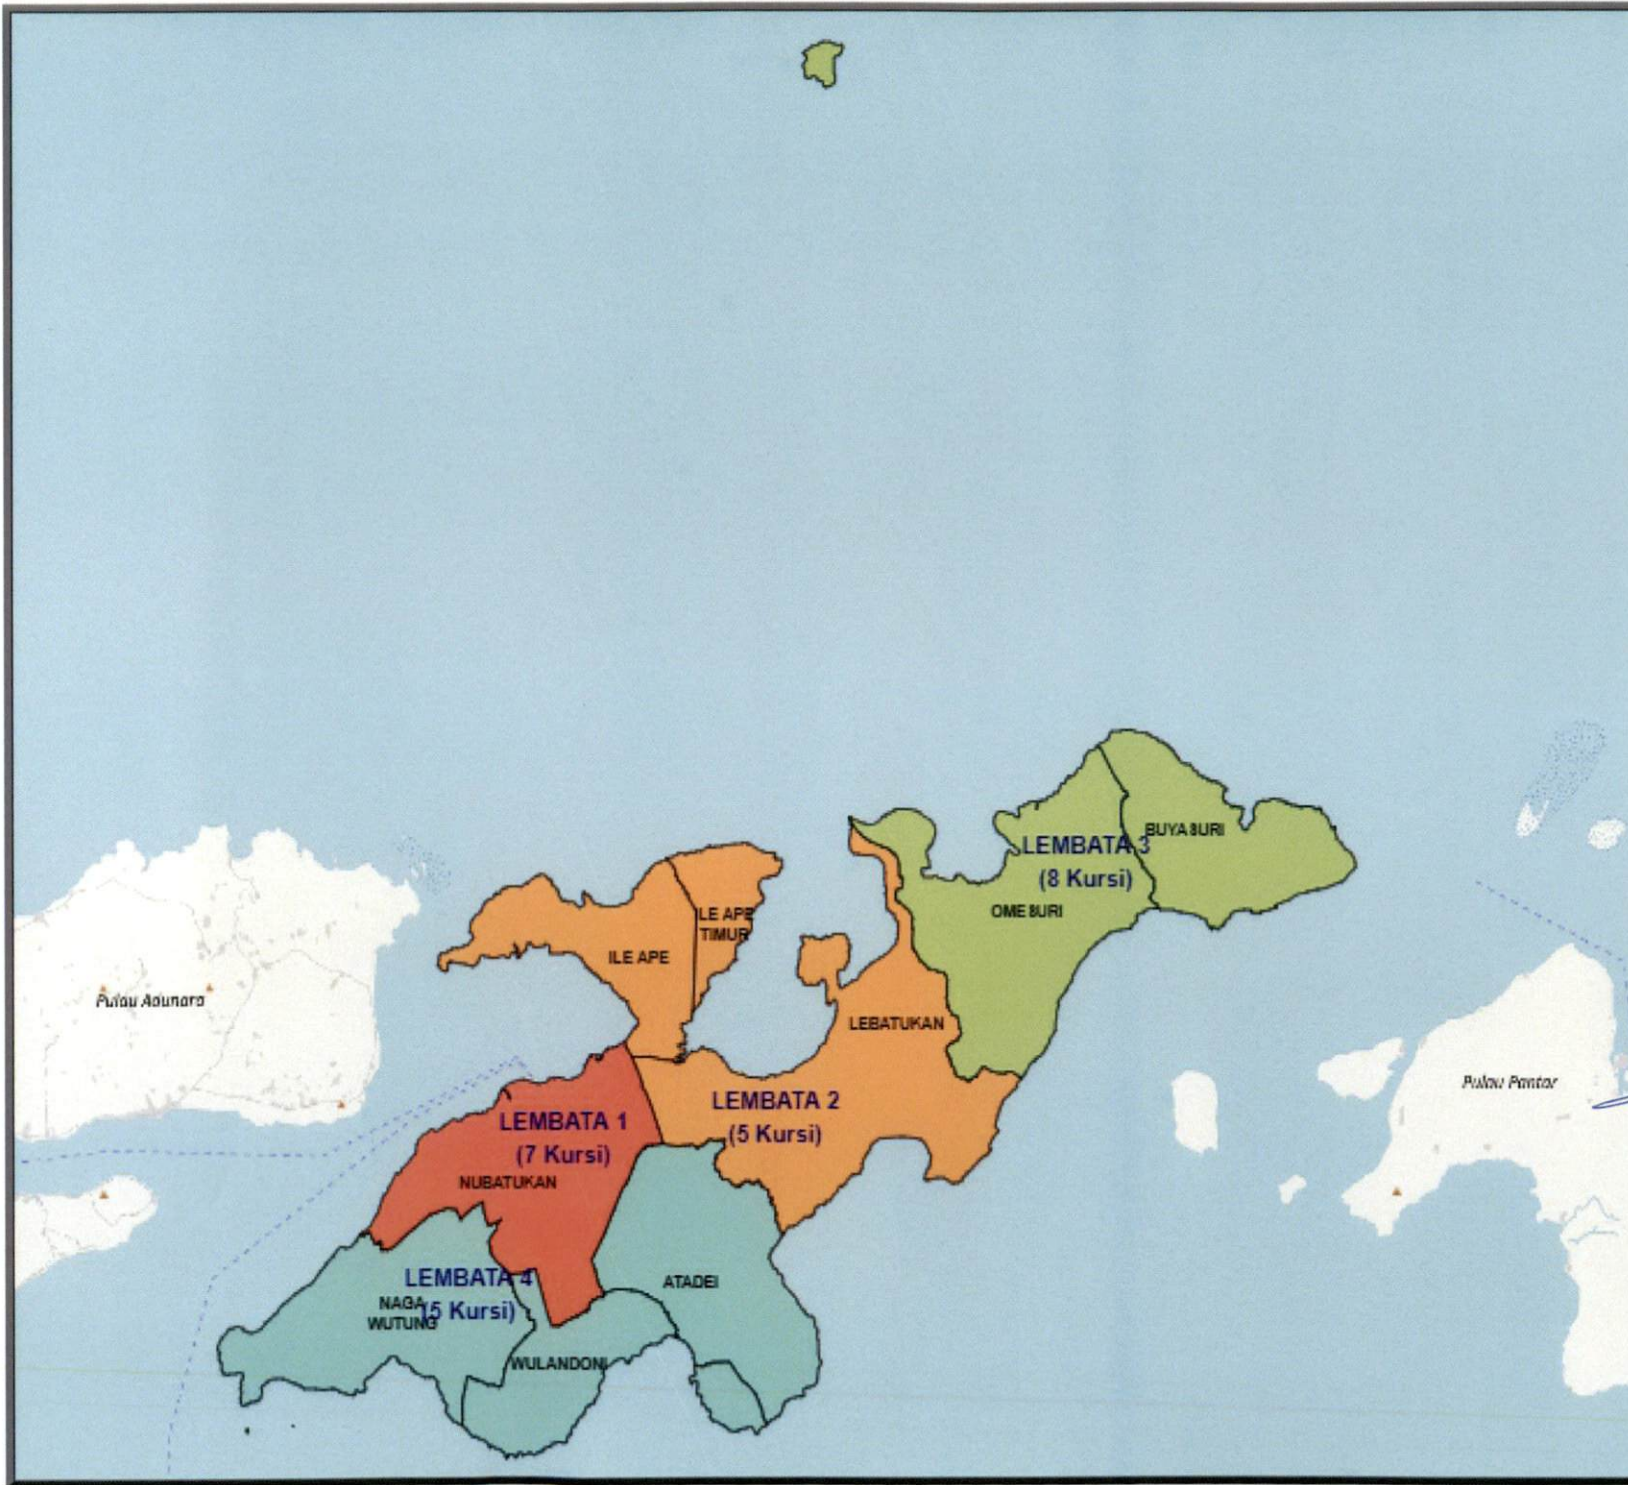 LEMBATA 3
(8 Kursi)
BUYASURI
OMESURI
ILE APE
TIMUR
ILE APE
LEBATUKAN
Pulau Adunara
Pulau Pantar
LEMBATA 2
(5 Kursi)
LEMBATA 1
(7 Kursi)
NUBATUKAN
LEMBATA 4
(5 Kursi)
NAGA
WUTUNG
ATADEI
WULANDONI